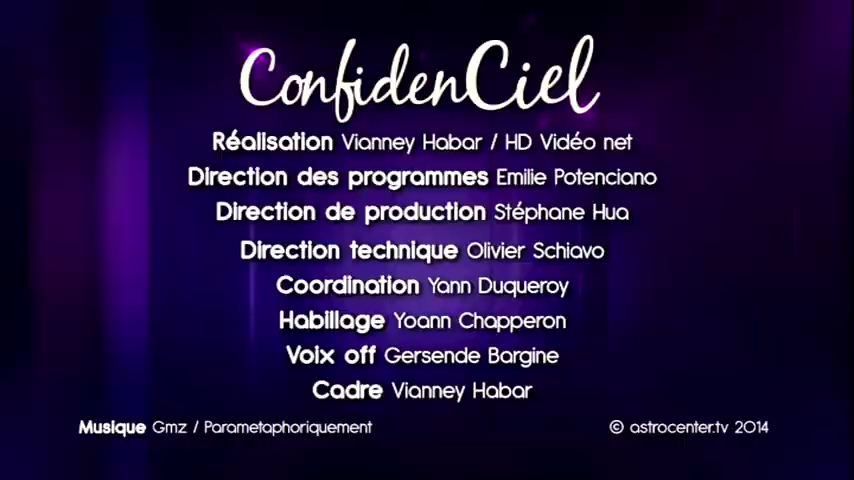 ConfidenCiel
Réalisation Vianney Habar / HD Vidéo net
Direction des programmes Emilie Potenciano
Direction de production Stéphane Hua
Direction technique Olivier Schiavo
Coordination Yann Duqueroy
Habillage Yoann Chapperon
Voix off Gersende Bargine
Cadre Vianney Habar
Musique Gmz / Parametaphoriquement
© astrocenter.tv 2014